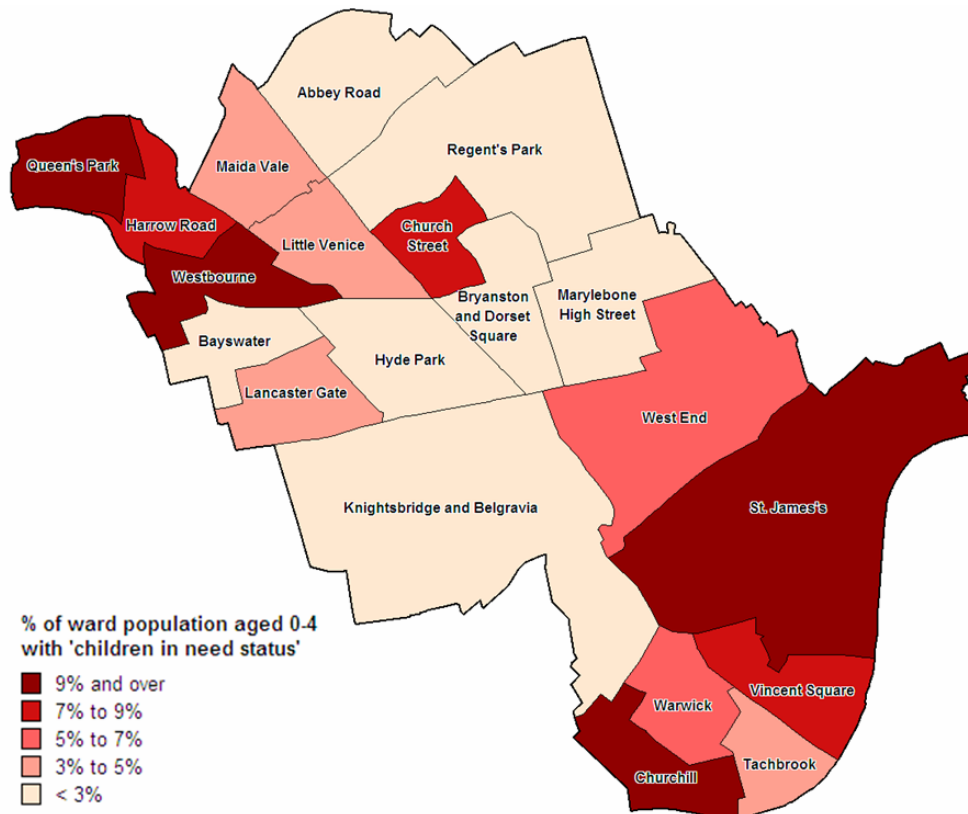 Abbey Road
Regent's Park
Queen's Park
Maida Vale
Harrow Road
Church
Street
Little Venice
Westbourne
Bryanston
and Dorset
Square
Marylebone
High Street
Bayswater
Hyde Park
Lancaster Gate
West End
Knightsbridge and Belgravia
St. James's
% of ward population aged 0-4
with 'children in need status'
9% and over
7% to 9%
5% to 7%
3% to 5%
< 3%
Vincent Square
Warwick
Tachbrook
Churchill